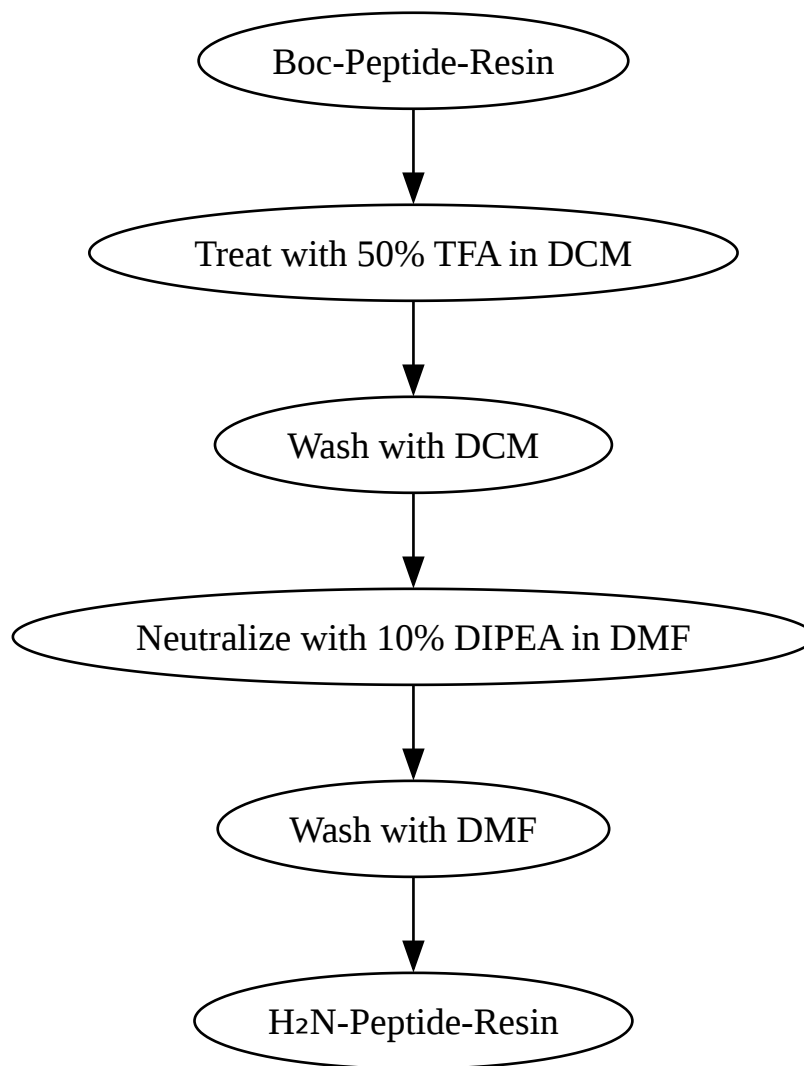 Boc-Peptide-Resin
Treat with 50% TFA in DCM
Wash with DCM
Neutralize with 10% DIPEA in DMF
Wash with DMF
H₂N-Peptide-Resin